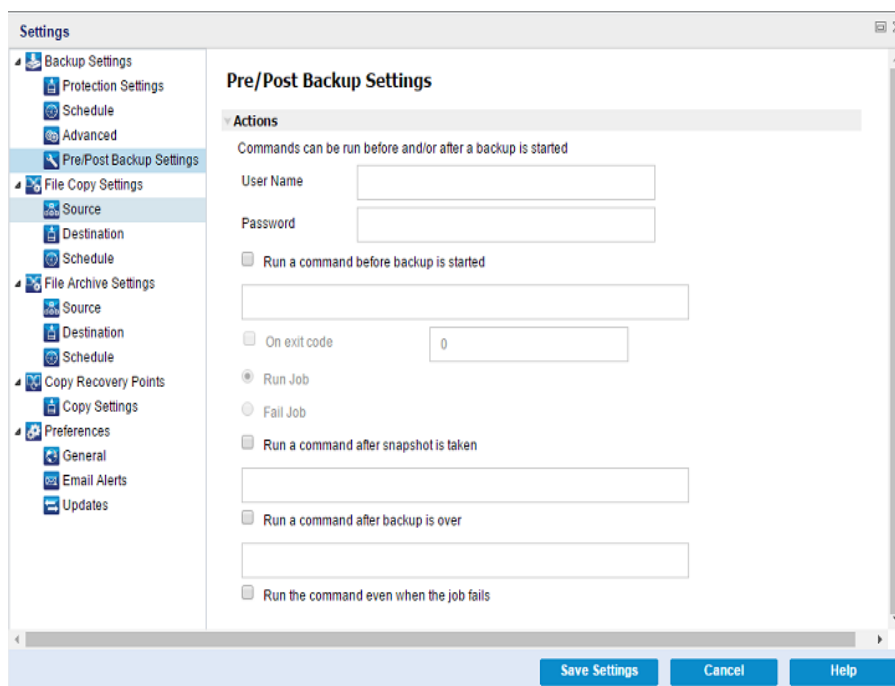 Settings
Backup Settings
Protection Settings
Schedule
Advanced
Pre/Post Backup Settings
File Copy Settings
Source
Destination
Schedule
File Archive Settings
Source
Destination
Schedule
Copy Recovery Points
Copy Settings
Preferences
General
Email Alerts
Updates
Pre/Post Backup Settings
Actions
Commands can be run before and/or after a backup is started
User Name
Password
Run a command before backup is started
On exit code
0
Run Job
Fail Job
Run a command after snapshot is taken
Run a command after backup is over
Run the command even when the job fails
Save Settings
Cancel
Help